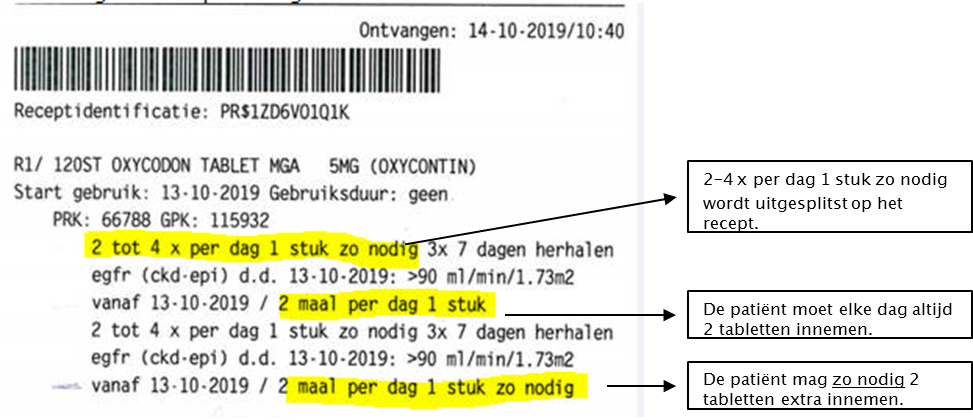 Ontvangen: 14-10-2019/10:40
Receptidentificatie: PR$1ZD6VO1Q1K
R1/ 120ST OXYCODON TABLET MGA 5MG (OXYCONTIN)
Start gebruik: 13-10-2019 Gebruiksduur: geen
PRK: 66788 GPK: 115932
2 tot 4 x per dag 1 stuk zo nodig 3x 7 dagen herhalen
egfr (ckd-epi) d.d. 13-10-2019: >90 ml/min/1.73m2
vanaf 13-10-2019 / 2 maal per dag 1 stuk
2 tot 4 x per dag 1 stuk zo nodig 3x 7 dagen herhalen
egfr (ckd-epi) d.d. 13-10-2019: >90 ml/min/1.73m2
vanaf 13-10-2019 / 2 maal per dag 1 stuk zo nodig
2-4 x per dag 1 stuk zo nodig
wordt uitgesplitst op het
recept.
De patiënt moet elke dag altijd
2 tabletten innemen.
De patiënt mag zo nodig 2
tabletten extra innemen.